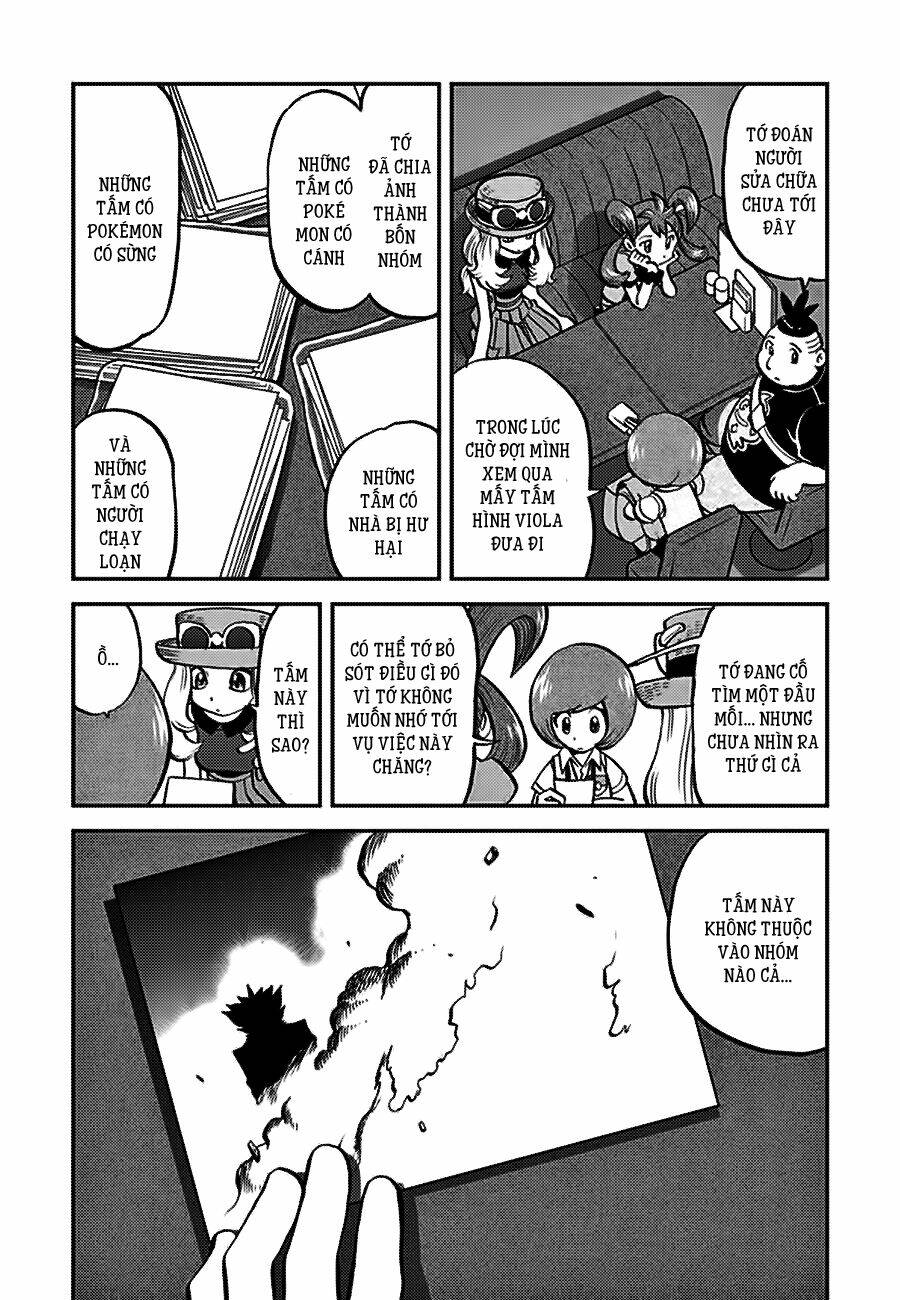 TỚ ĐOÁN
NGƯỜI
SỬA CHỮA
CHƯA TỚI
ĐÂY
TRONG LÚC
CHỜ ĐỢI MÌNH
XEM QUA
MẤY TẤM
HÌNH VIOLA
ĐƯA ĐI
TỚ
ĐÃ CHIA
ẢNH
THÀNH
BỐN
NHÓM
NHỮNG
TẤM CÓ
POKÉ
MON CÓ
CÁNH
NHỮNG
TẤM CÓ
POKÉMON
CÓ SỪNG
NHỮNG
TẤM CÓ
NHÀ BỊ HƯ
HẠI
VÀ
NHỮNG
TẤM CÓ
NGƯỜI
CHẠY
LOẠN
TỚ ĐANG CỐ
TÌM MỘT ĐẦU
MỐI... NHƯNG
CHƯA NHÌN RA
THỨ GÌ CẢ
CÓ THỂ TỚ BỎ
SÓT ĐIỀU GÌ ĐÓ
VÌ TỚ KHÔNG
MUỐN NHỚ TỚI
VỤ VIỆC NÀY
CHĂNG?
TẤM
NÀY
THÌ
SAO?
Ồ...
TẤM NÀY
KHÔNG THUỘC
VÀO NHÓM
NÀO CẢ...